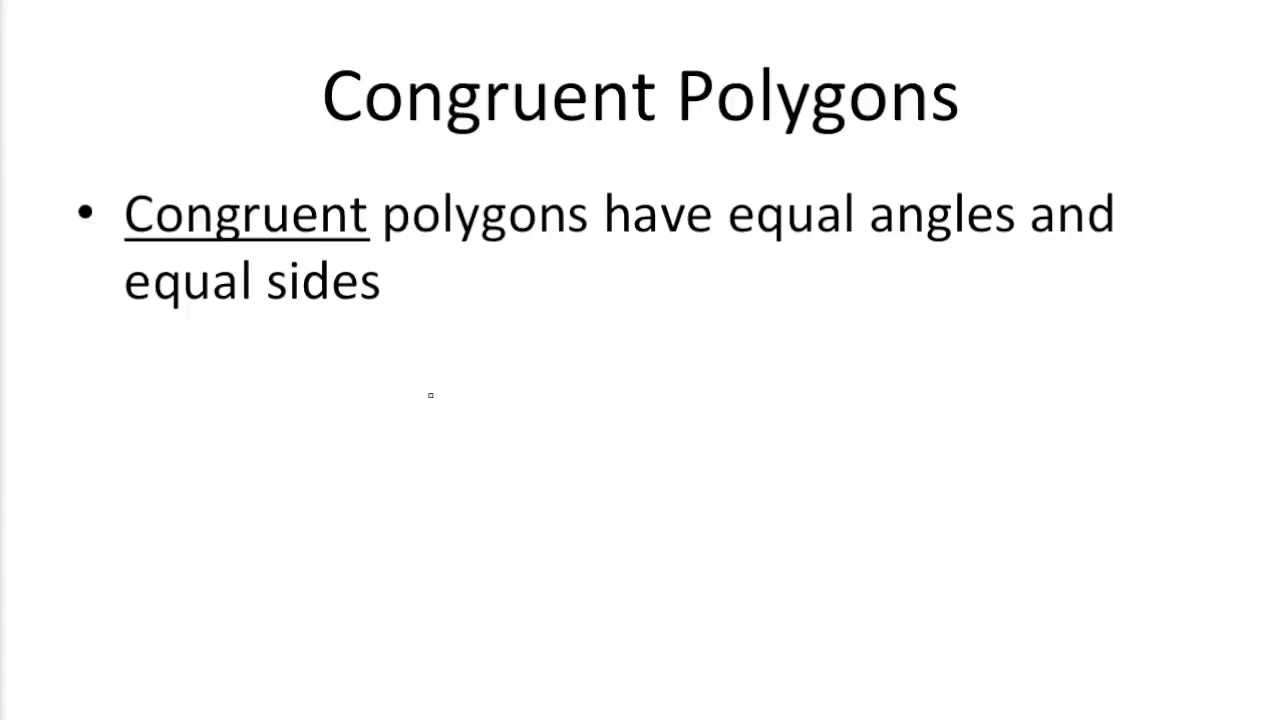 Congruent Polygons
• Congruent polygons have equal angles and
equal sides